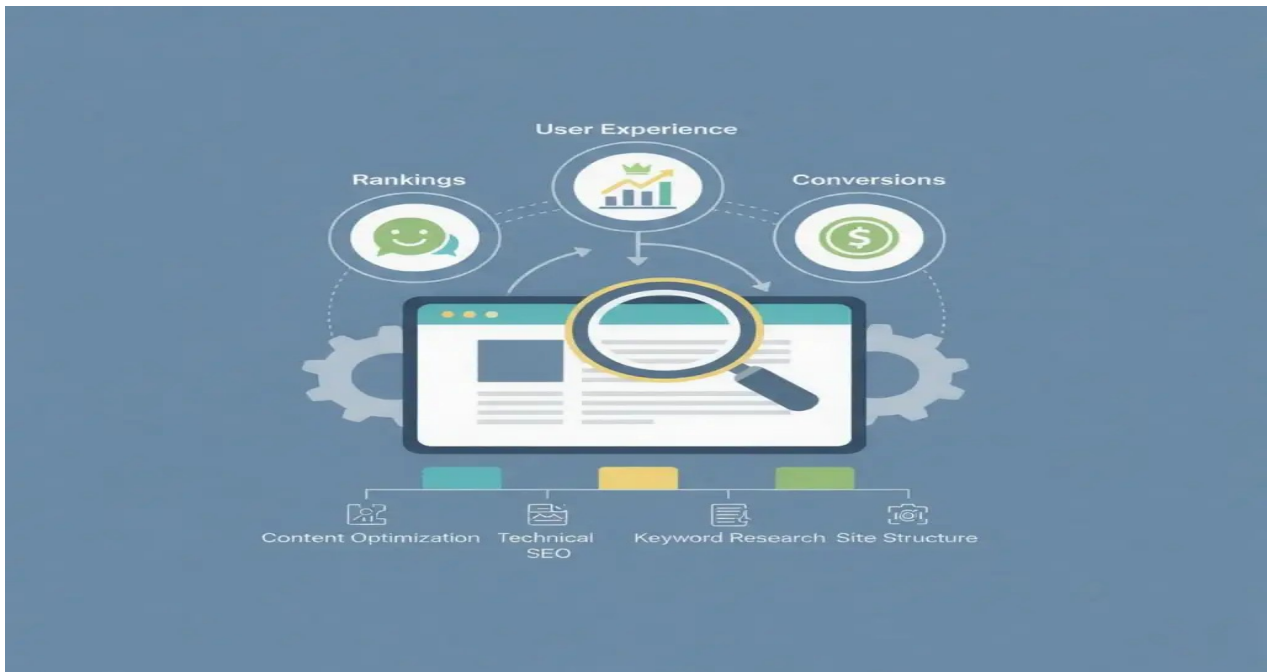 User Experience
Rankings
Conversions
Content Optimization
Technical
SEO
Keyword Research
Site Structure